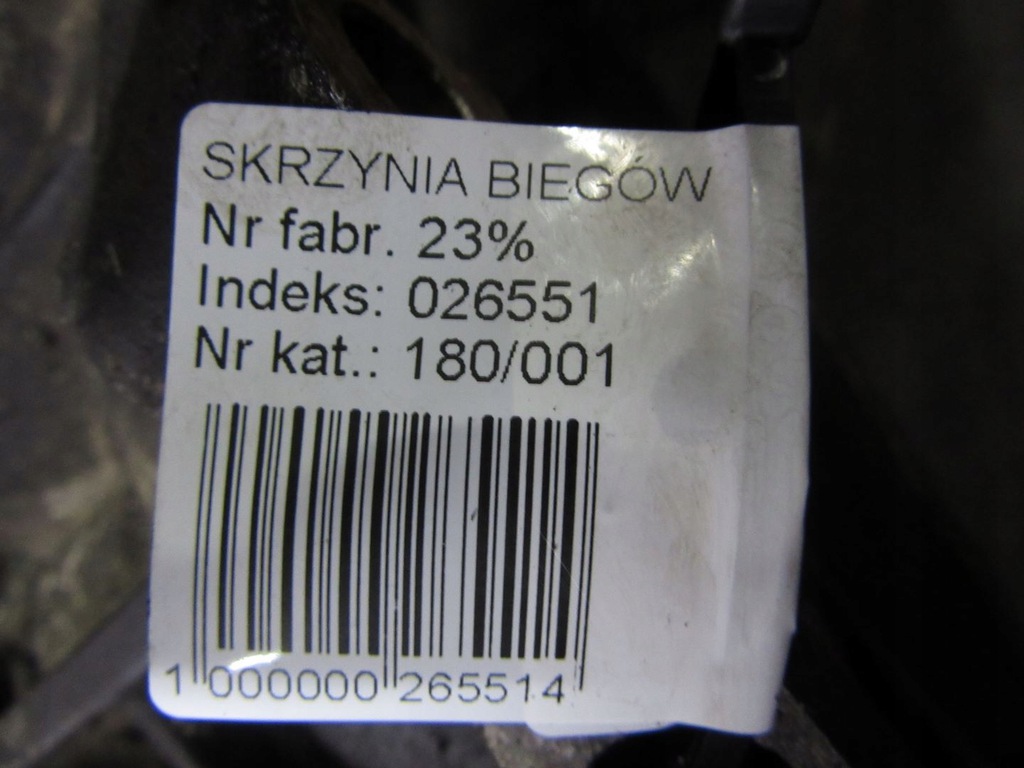 SKRZYNIA BIEGÓW
Nr fabr. 23%
Indeks: 026551
Nr kat.: 180/001
1 000000 265514